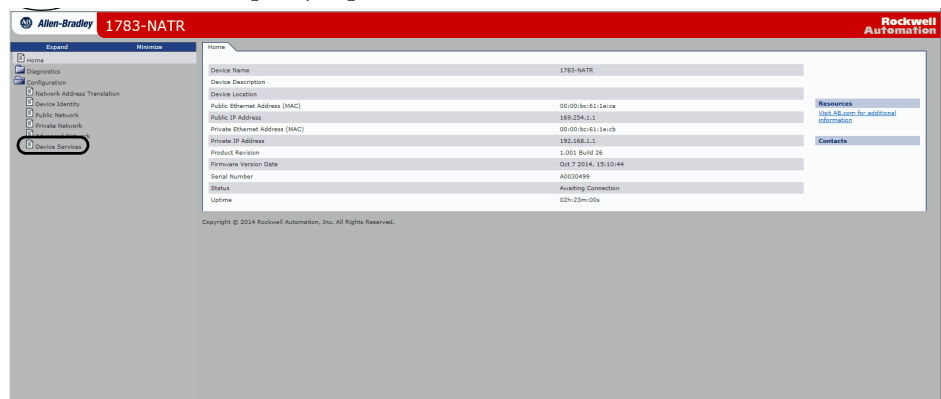 Allen-Bradley 1783-NATR Rockwell Automation
Expand Minimize
Home
Diagnostics
Configuration
Network Address Translation
Device Identity
Public Network
Private Network
Advanced Network
Device Services
Home
Device Name 1783-NATR
Device Description
Device Location
Public Ethernet Address (MAC) 00:00:bc:61:1e:ca
Public IP Address 169.254.1.1
Private Ethernet Address (MAC) 00:00:bc:61:1e:cb
Private IP Address 192.168.1.1
Product Revision 1.001 Build 26
Firmware Version Date Oct 7 2014, 15:10:44
Serial Number A0030499
Status Awaiting Connection
Uptime 02h:23m:00s
Resources
Visit AB.com for additional
information
Contacts
Copyright © 2014 Rockwell Automation, Inc. All Rights Reserved.